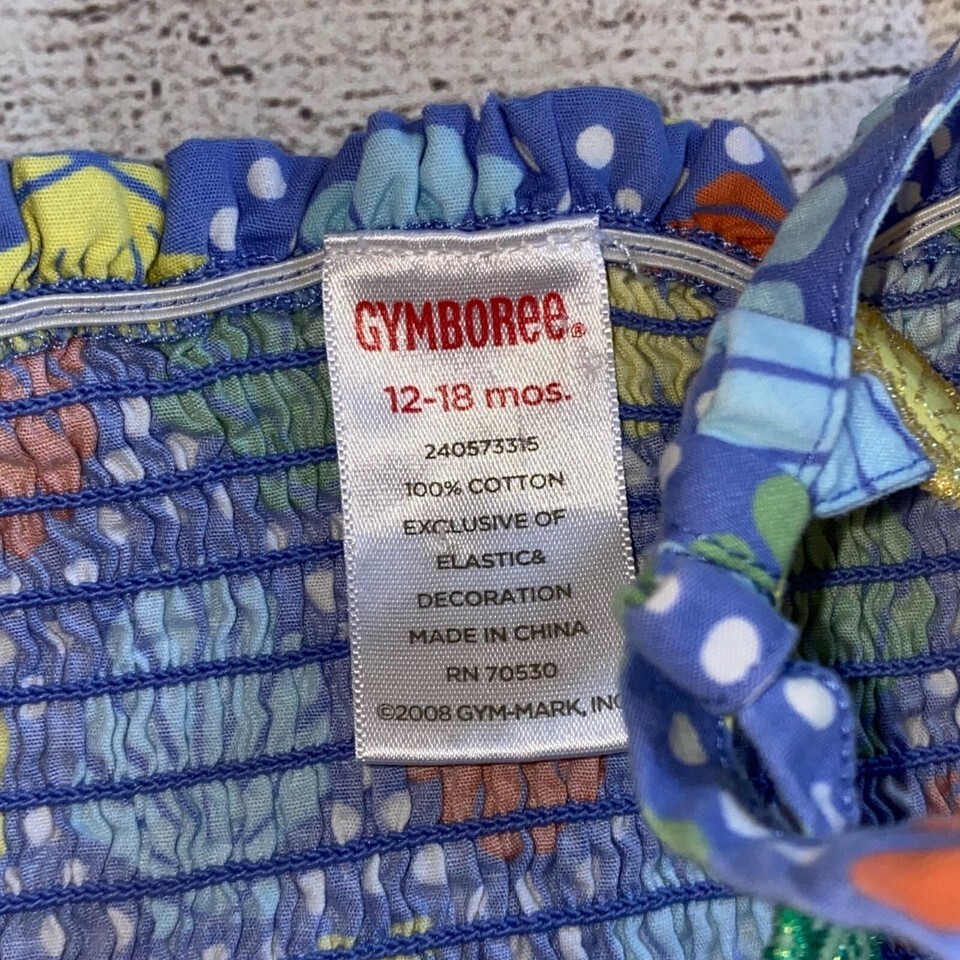 GYMBOREE®
12-18 mos.
240573315
100% COTTON
EXCLUSIVE OF
ELASTIC&
DECORATION
MADE IN CHINA
RN 70530
©2008 GYM-MARK, INC